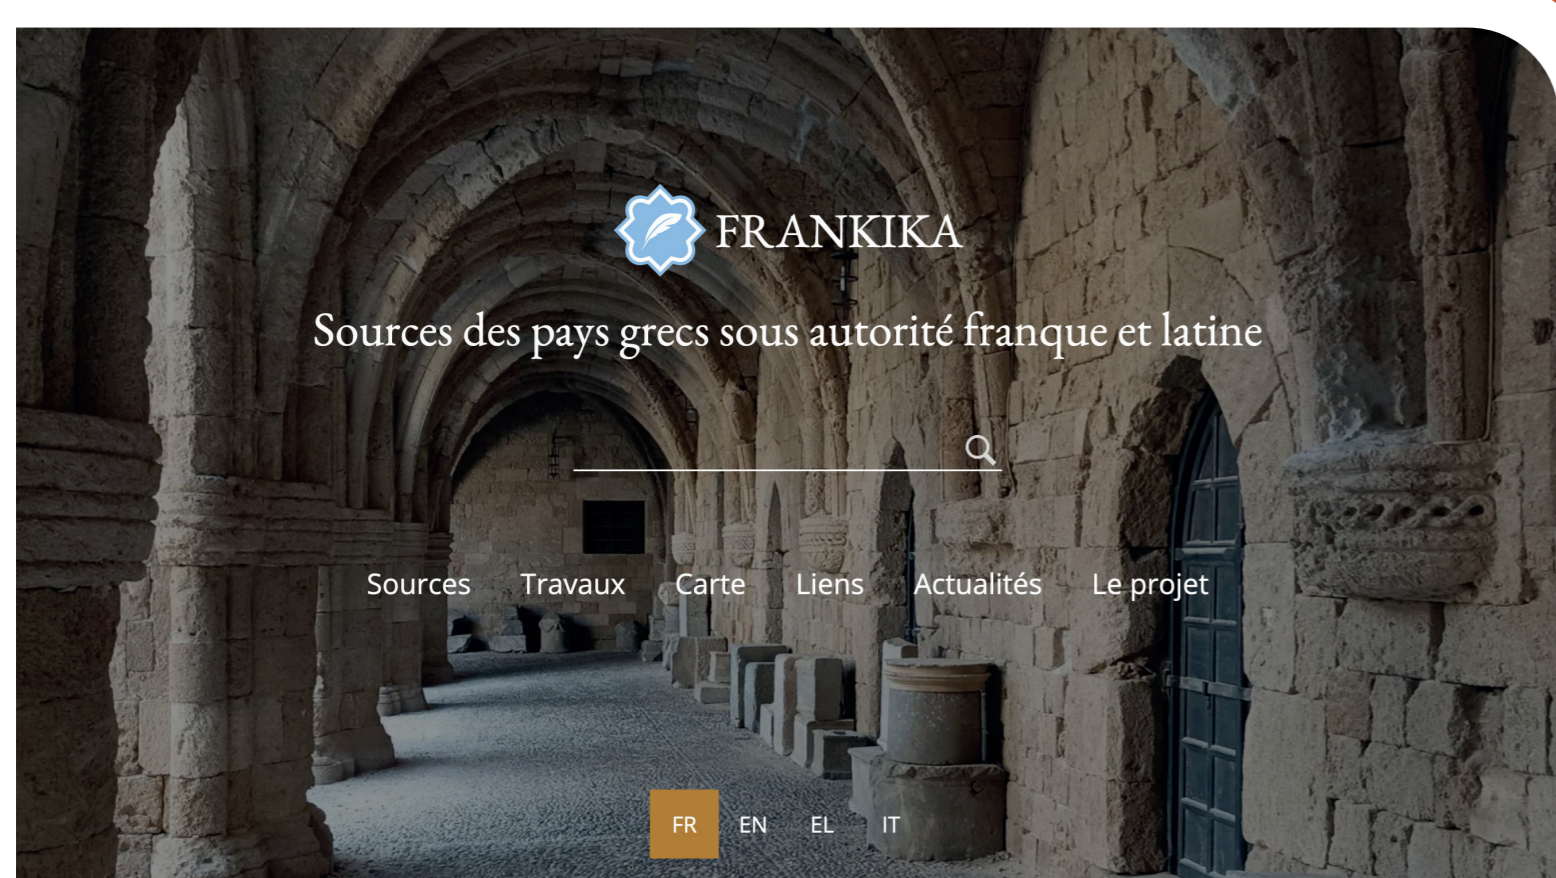 FRANKIKA
Sources des pays grecs sous autorité franque et latine
Sources Travaux Carte Liens Actualités Le projet
FR EN EL IT